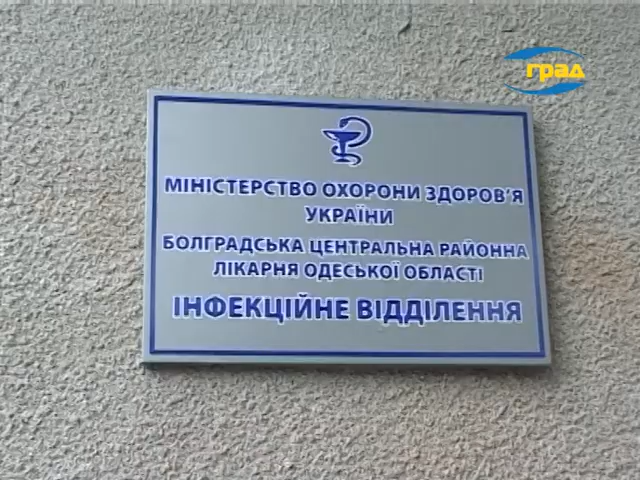 град
МІНІСТЕРСТВО ОХОРОНИ ЗДОРОВ'Я
УКРАЇНИ
БОЛГРАДСЬКА ЦЕНТРАЛЬНА РАЙОННА
ЛІКАРНЯ ОДЕСЬКОЇ ОБЛАСТІ
ІНФЕКЦІЙНЕ ВІДДІЛЕННЯ